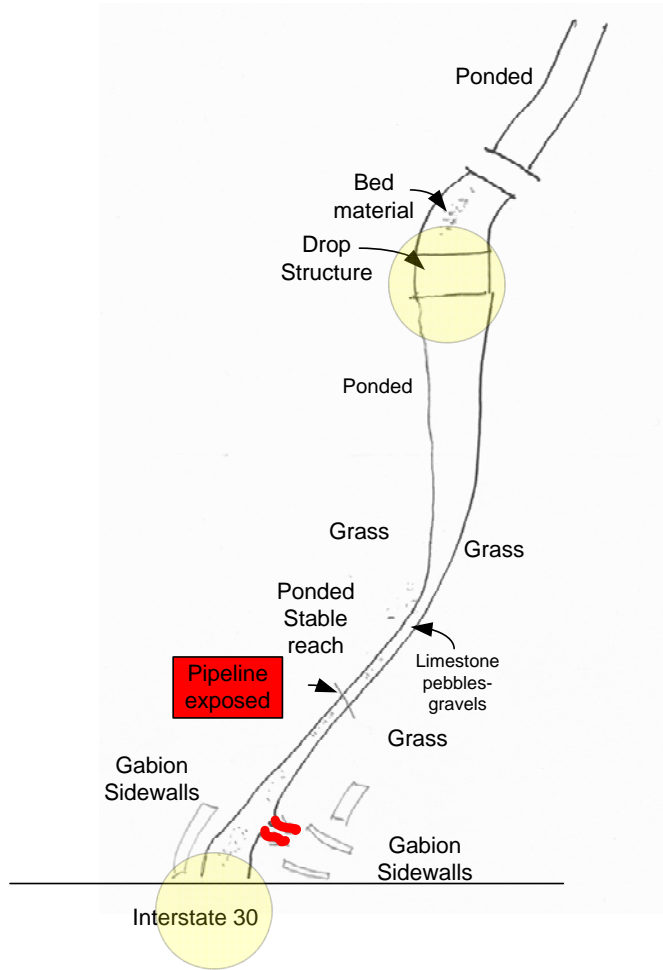 Ponded
Bed
material
Drop
Structure
Ponded
Grass
Grass
Ponded
Stable
reach
Limestone
pebbles-
gravels
Pipeline
exposed
Grass
Gabion
Sidewalls
Gabion
Sidewalls
Interstate 30